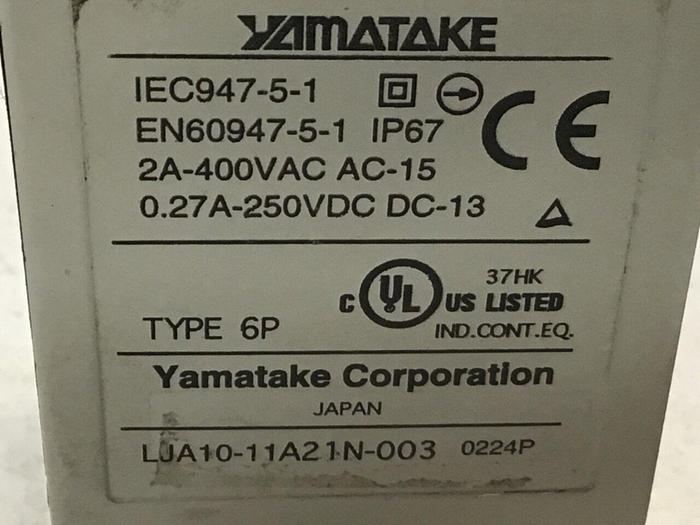 YAMATAKE
IEC947-5-1
EN60947-5-1 IP67
CE
2A-400VAC AC-15
0.27A-250VDC DC-13
TYPE 6P
C UL US LISTED
37HK
IND.CONT.EQ.
Yamatake Corporation
JAPAN
LJA10-11A21N-003 0224P